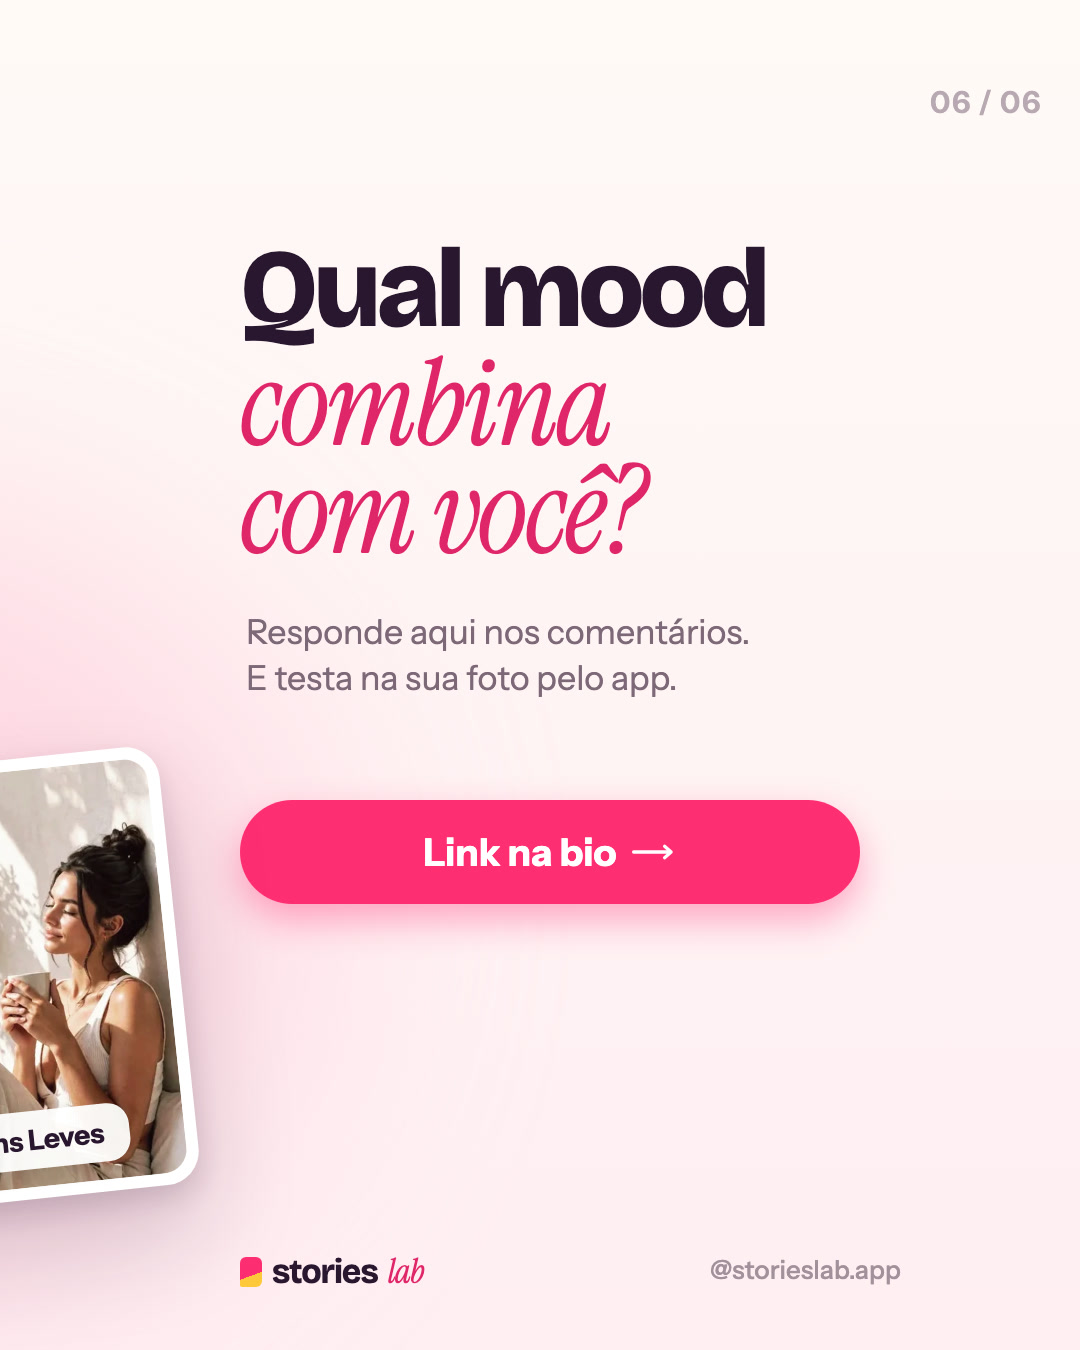 06 / 06
Qual mood
combina
com você?
Responde aqui nos comentários.
E testa na sua foto pelo app.
Link na bio →
Leves
stories lab
@storieslab.app